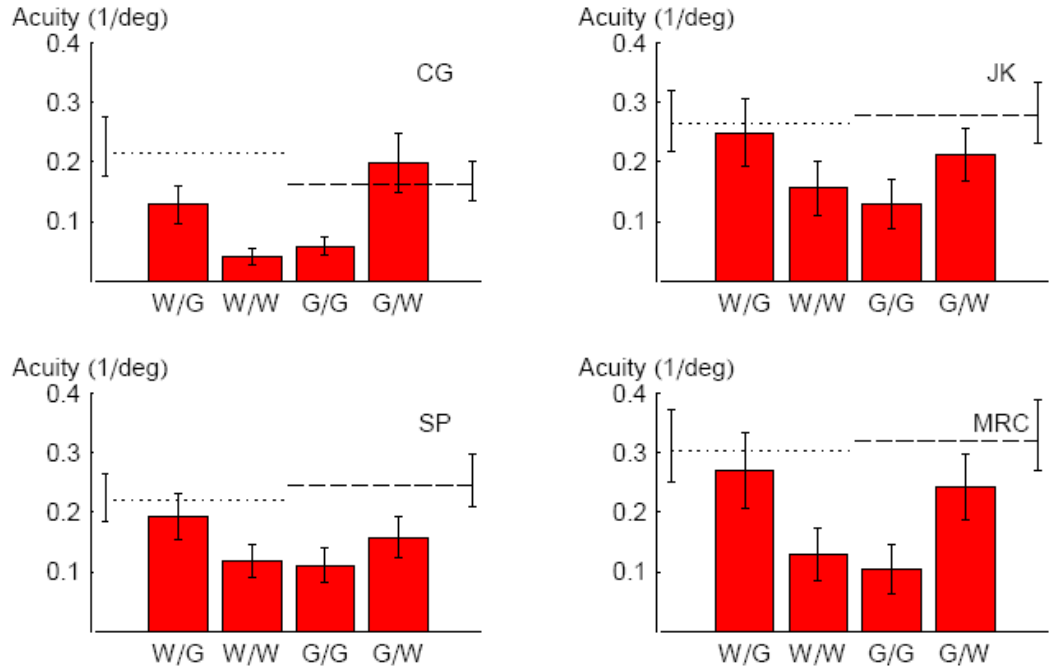 Acuity (1/deg)
0.4
0.3
0.2
0.1
CG
W/G W/W G/G G/W
Acuity (1/deg)
0.4
0.3
0.2
0.1
JK
W/G W/W G/G G/W
Acuity (1/deg)
0.4
0.3
0.2
0.1
SP
W/G W/W G/G G/W
Acuity (1/deg)
0.4
0.3
0.2
0.1
MRC
W/G W/W G/G G/W